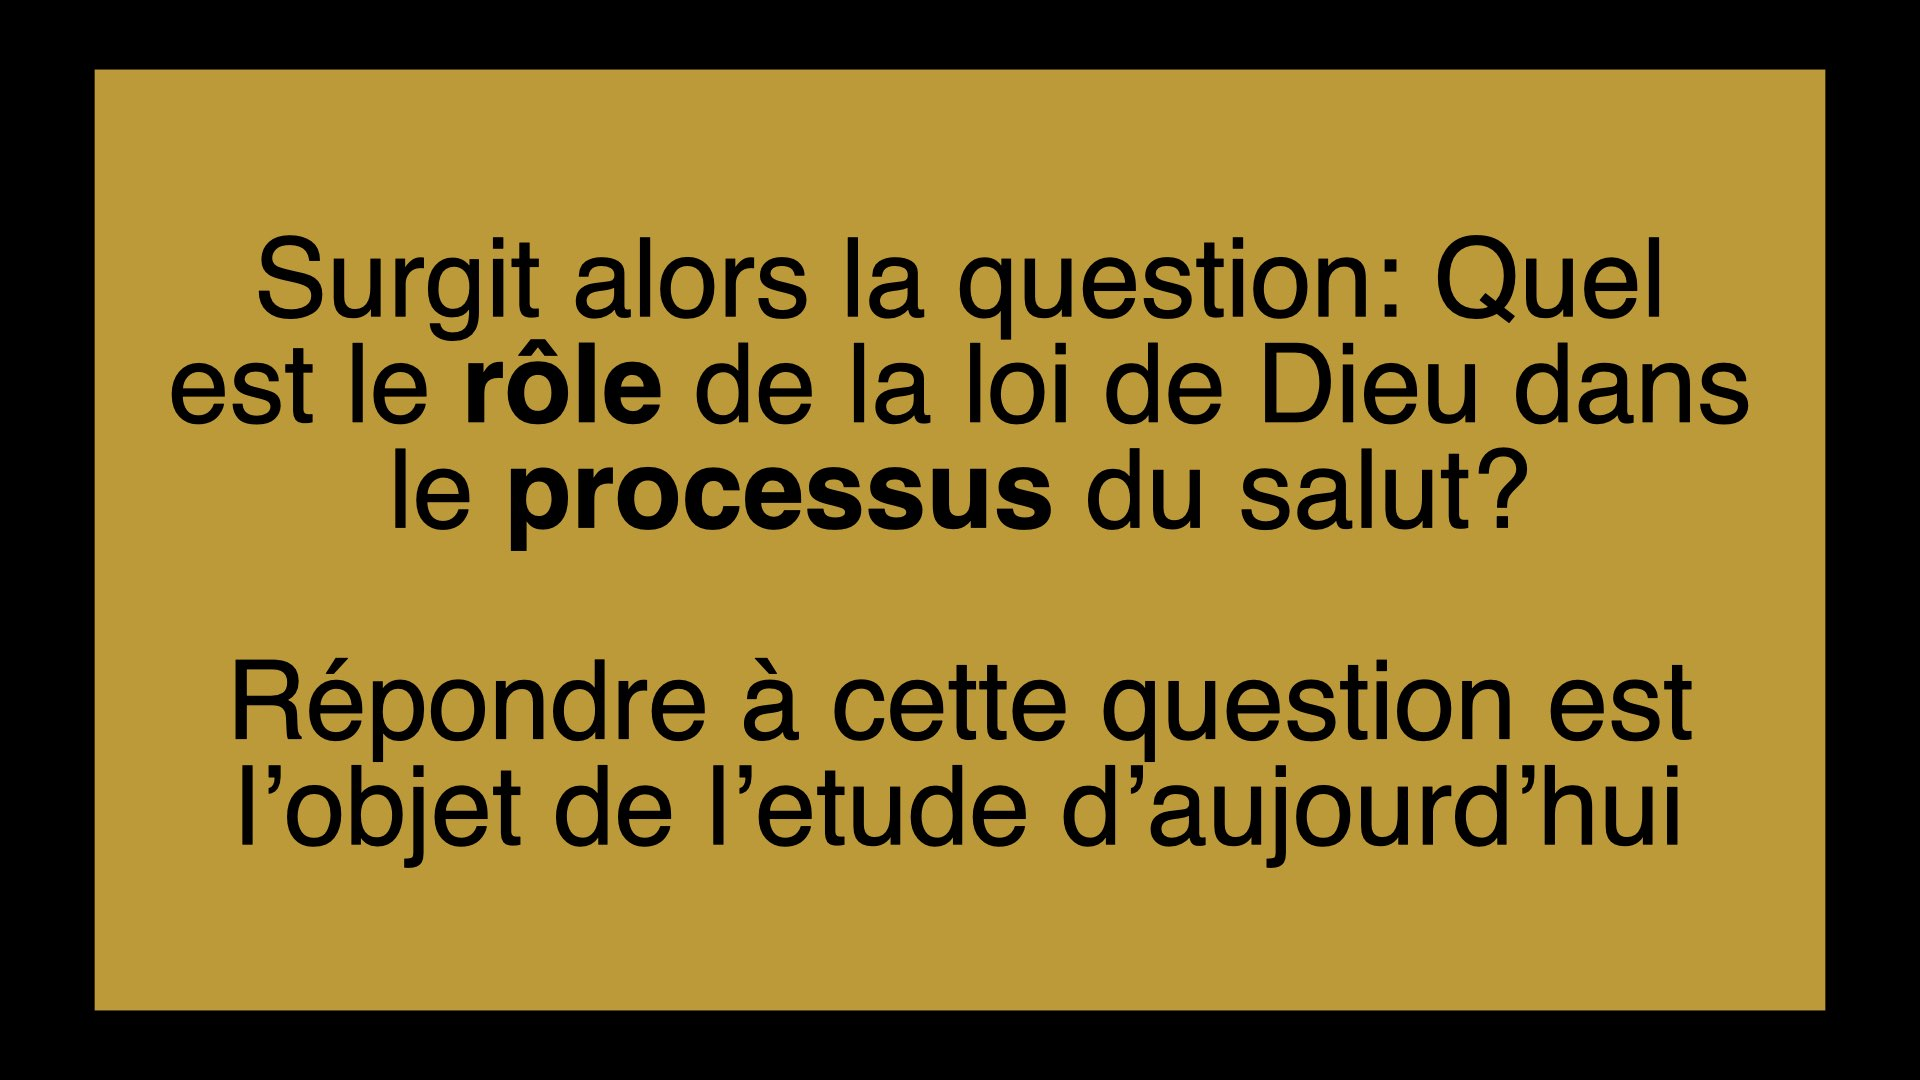 Surgit alors la question: Quel
est le rôle de la loi de Dieu dans
le processus du salut?
Répondre à cette question est
l’objet de l’etude d’aujourd’hui